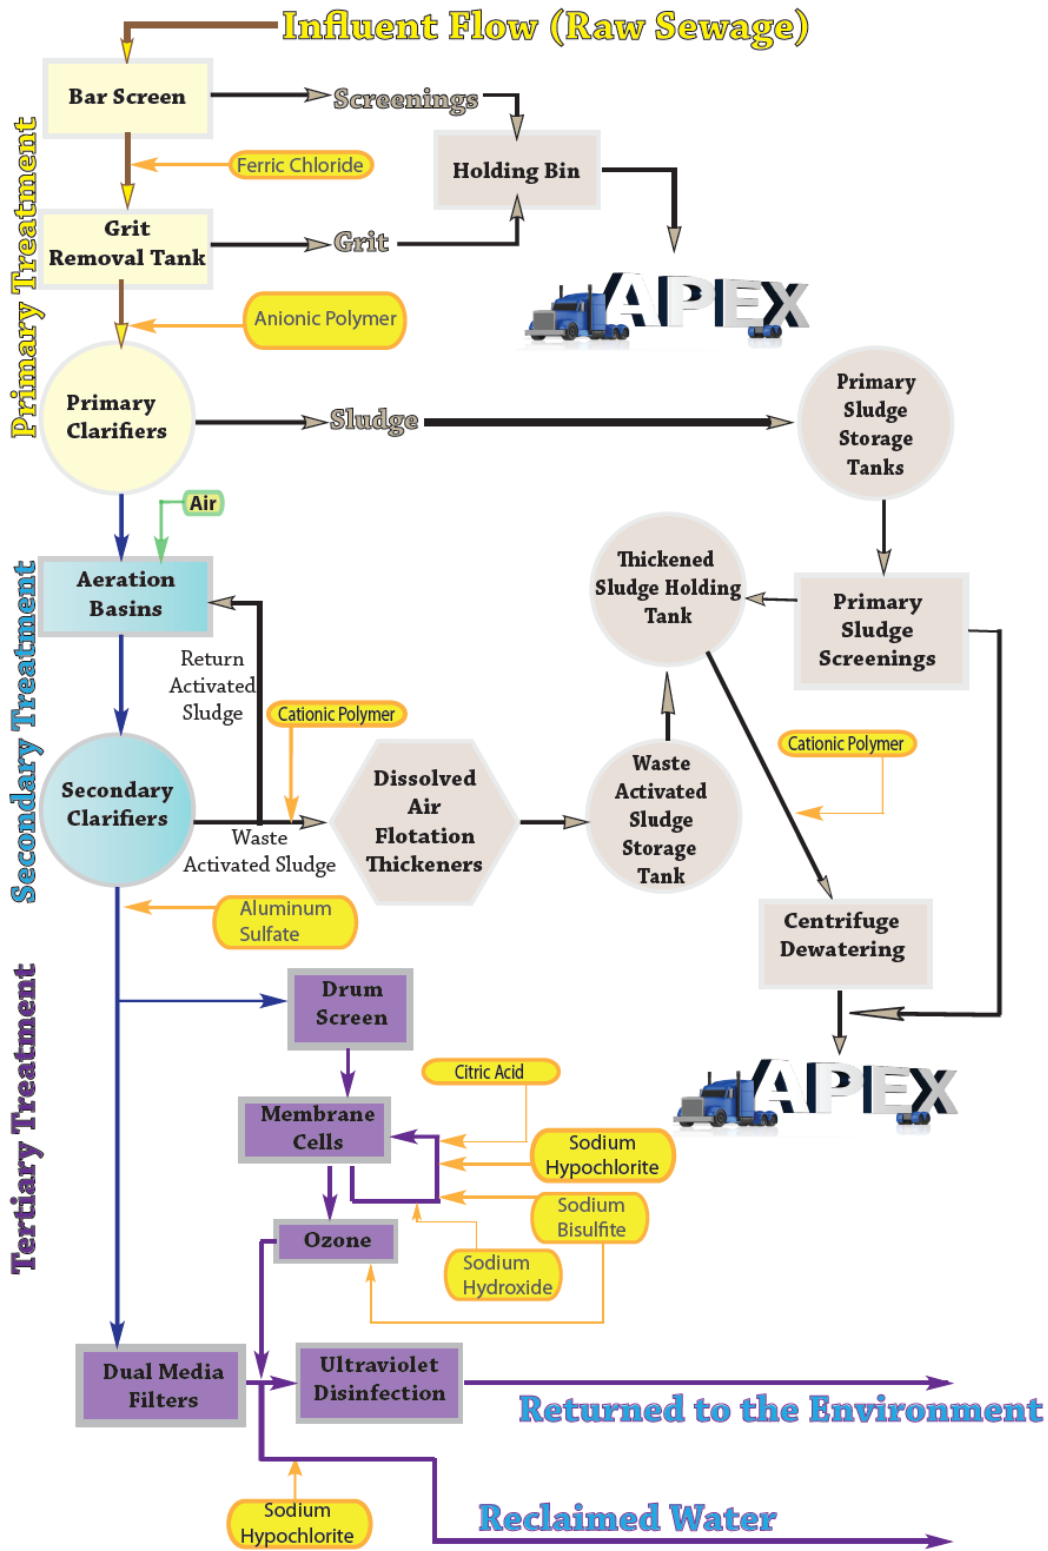 Influent Flow (Raw Sewage)
Primary Treatment
Bar Screen
Screenings
Ferric Chloride
Holding Bin
Grit
Removal Tank
Grit
APEX
Anionic Polymer
Primary
Clarifiers
Sludge
Primary
Sludge
Storage
Tanks
Air
Secondary Treatment
Aeration
Basins
Thickened
Sludge Holding
Tank
Primary
Sludge
Screenings
Return
Activated
Sludge
Cationic Polymer
Cationic Polymer
Secondary
Clarifiers
Waste
Activated Sludge
Dissolved
Air
Flotation
Thickeners
Waste
Activated
Sludge
Storage
Tank
Aluminum
Sulfate
Centrifuge
Dewatering
Tertiary Treatment
Drum
Screen
APEX
Citric Acid
Membrane
Cells
Sodium
Hypochlorite
Sodium
Bisulfite
Ozone
Sodium
Hydroxide
Dual Media
Filters
Ultraviolet
Disinfection
Returned to the Environment
Sodium
Hypochlorite
Reclaimed Water